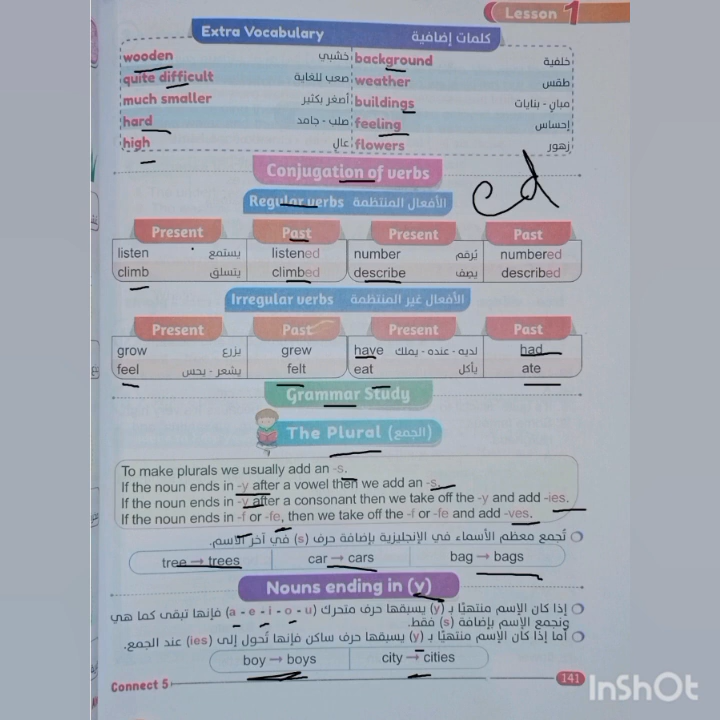 Lesson 1
Extra Vocabulary كلمات إضافية
wooden خشبي background خلفية
quite difficult صعب للغاية weather طقس
much smaller أصغر بكثير buildings مبان - بنايات
hard صلب - جامد feeling إحساس
high عالٍ flowers زهور
Conjugation of verbs
ed
Regular verbs الأفعال المنتظمة
Present Past Present Past
listen يستمع listened number يُرقم numbered
climb يتسلق climbed describe يصف described
Irregular verbs الأفعال غير المنتظمة
Present Past Present Past
grow يزرع grew have لديه - عنده - يملك had
feel يشعر - يحس felt eat يأكل ate
Grammar Study
The Plural (الجمع)
To make plurals we usually add an -s.
If the noun ends in -y after a vowel then we add an -s.
If the noun ends in -y after a consonant then we take off the -y and add -ies.
If the noun ends in -f or -fe, then we take off the -f or -fe and add -ves.
تُجمع معظم الأسماء في الإنجليزية بإضافة حرف (s) في آخر الاسم.
tree → trees car → cars bag → bags
Nouns ending in (y)
إذا كان الإسم منتهيًا بـ (y) يسبقها حرف متحرك (a - e - i - o - u) فإنها تبقى كما هي
ونجمع الإسم بإضافة (s) فقط.
أما إذا كان الإسم منتهيًا بـ (y) يسبقها حرف ساكن فإنها تُحول إلى (ies) عند الجمع.
boy → boys city → cities
Connect 5 141
InShOt